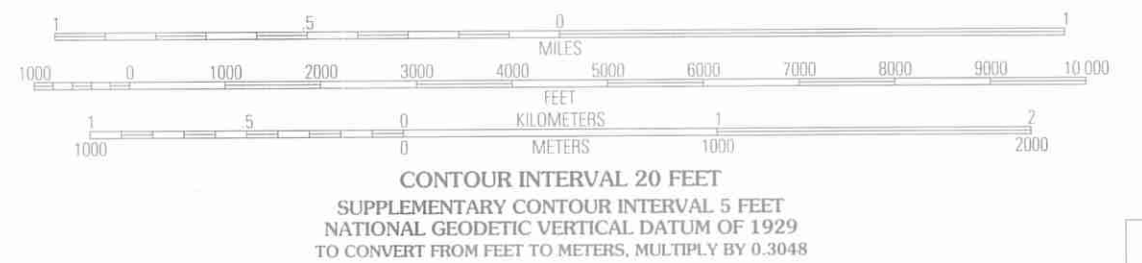 1 .5 0 1
MILES
1000 0 1000 2000 3000 4000 5000 6000 7000 8000 9000 10 000
FEET
1 .5 0 KILOMETERS 1 2
1000 0 METERS 1000 2000
CONTOUR INTERVAL 20 FEET
SUPPLEMENTARY CONTOUR INTERVAL 5 FEET
NATIONAL GEODETIC VERTICAL DATUM OF 1929
TO CONVERT FROM FEET TO METERS, MULTIPLY BY 0.3048